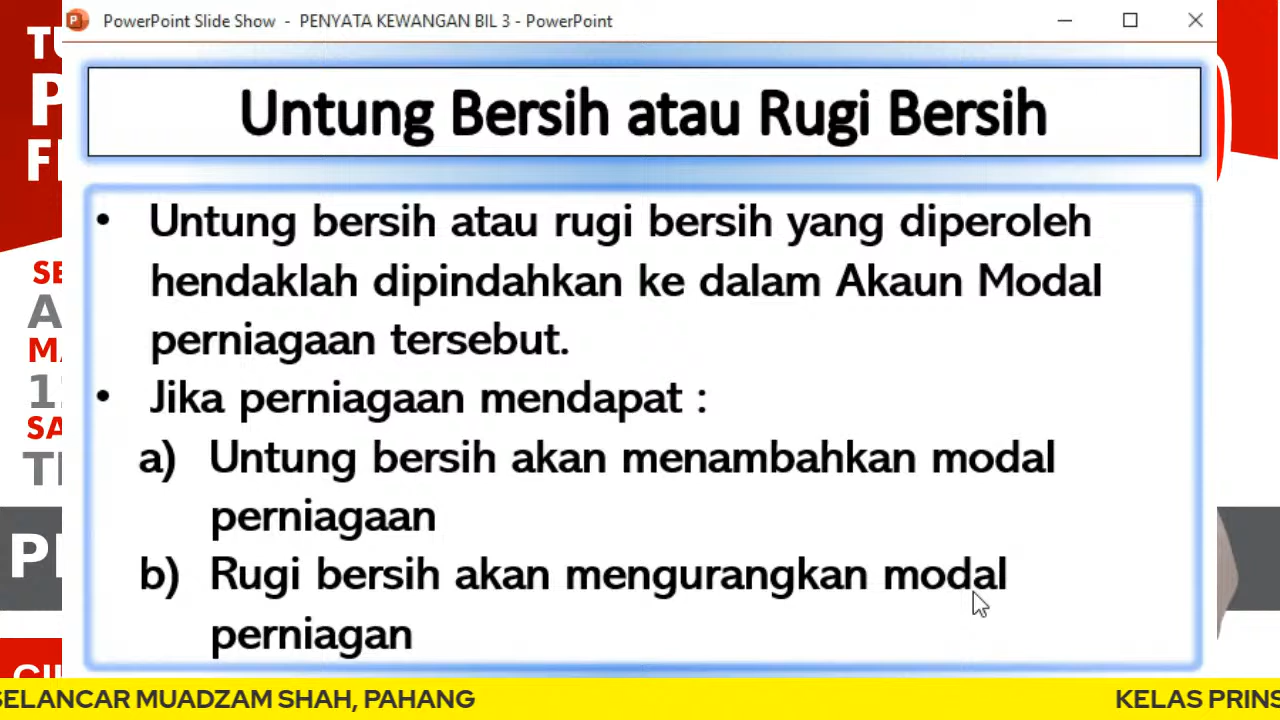 PowerPoint Slide Show - PENYATA KEWANGAN BIL 3 - PowerPoint
Untung Bersih atau Rugi Bersih
• Untung bersih atau rugi bersih yang diperoleh
hendaklah dipindahkan ke dalam Akaun Modal
perniagaan tersebut.
• Jika perniagaan mendapat :
a) Untung bersih akan menambahkan modal
perniagaan
b) Rugi bersih akan mengurangkan modal
perniagan
SELANCAR MUADZAM SHAH, PAHANG
KELAS